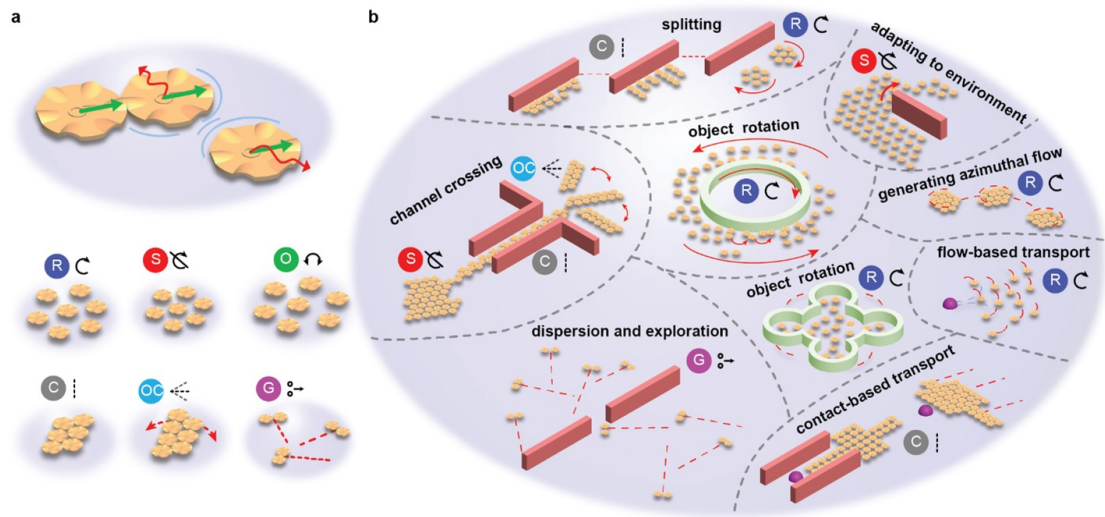 a
b
splitting
R
C
adapting to environment
S
object rotation
R
channel crossing
OC
C
S
generating azimuthal flow
R
flow-based transport
R
object rotation
R
dispersion and exploration
G
contact-based transport
C
R
S
O
C
OC
G